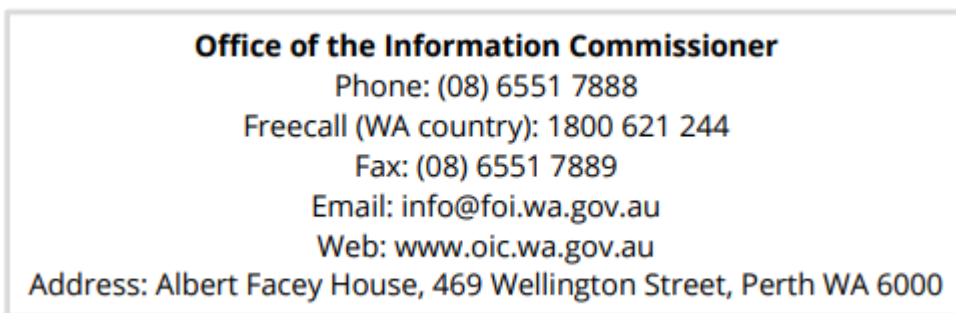 Office of the Information Commissioner
Phone: (08) 6551 7888
Freecall (WA country): 1800 621 244
Fax: (08) 6551 7889
Email: info@foi.wa.gov.au
Web: www.oic.wa.gov.au
Address: Albert Facey House, 469 Wellington Street, Perth WA 6000